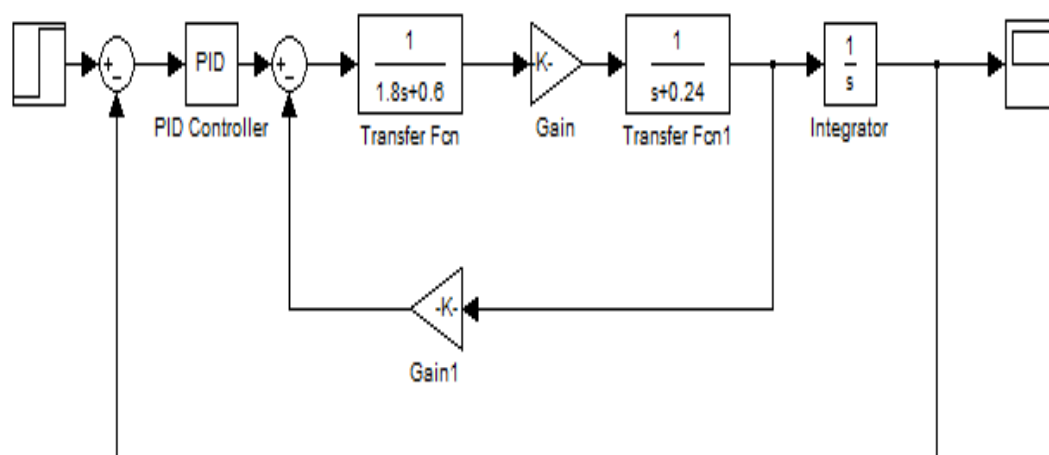 +
-
PID
PID Controller
+
-
1
1.8s+0.6
Transfer Fcn
-K-
Gain
1
s+0.24
Transfer Fcn1
1
s
Integrator
-K-
Gain1